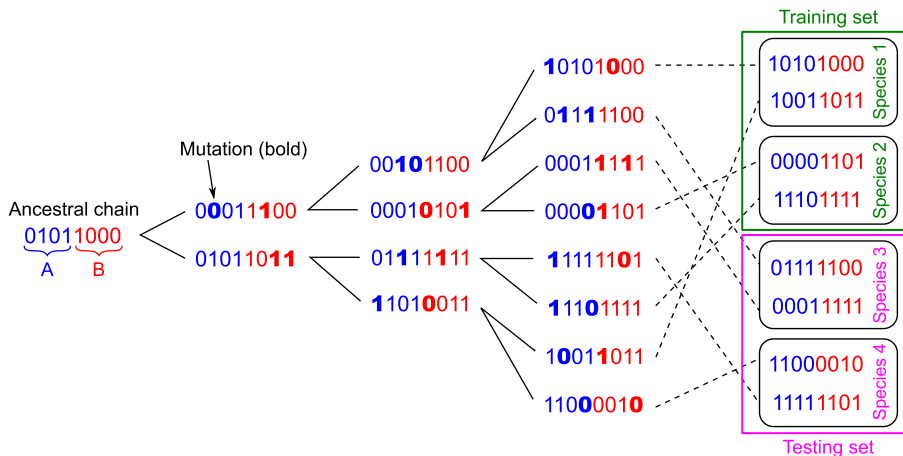 Training set
10101000
10101000
10011011
Species 1
01111100
Mutation (bold)
00101100
00011111
00001101
11101111
Species 2
Ancestral chain
00011100
00010101
00001101
01011000
A
B
01011011
01111111
11111101
01111100
00011111
Species 3
11010011
11101111
10011011
11000010
11111101
Species 4
11000010
Testing set